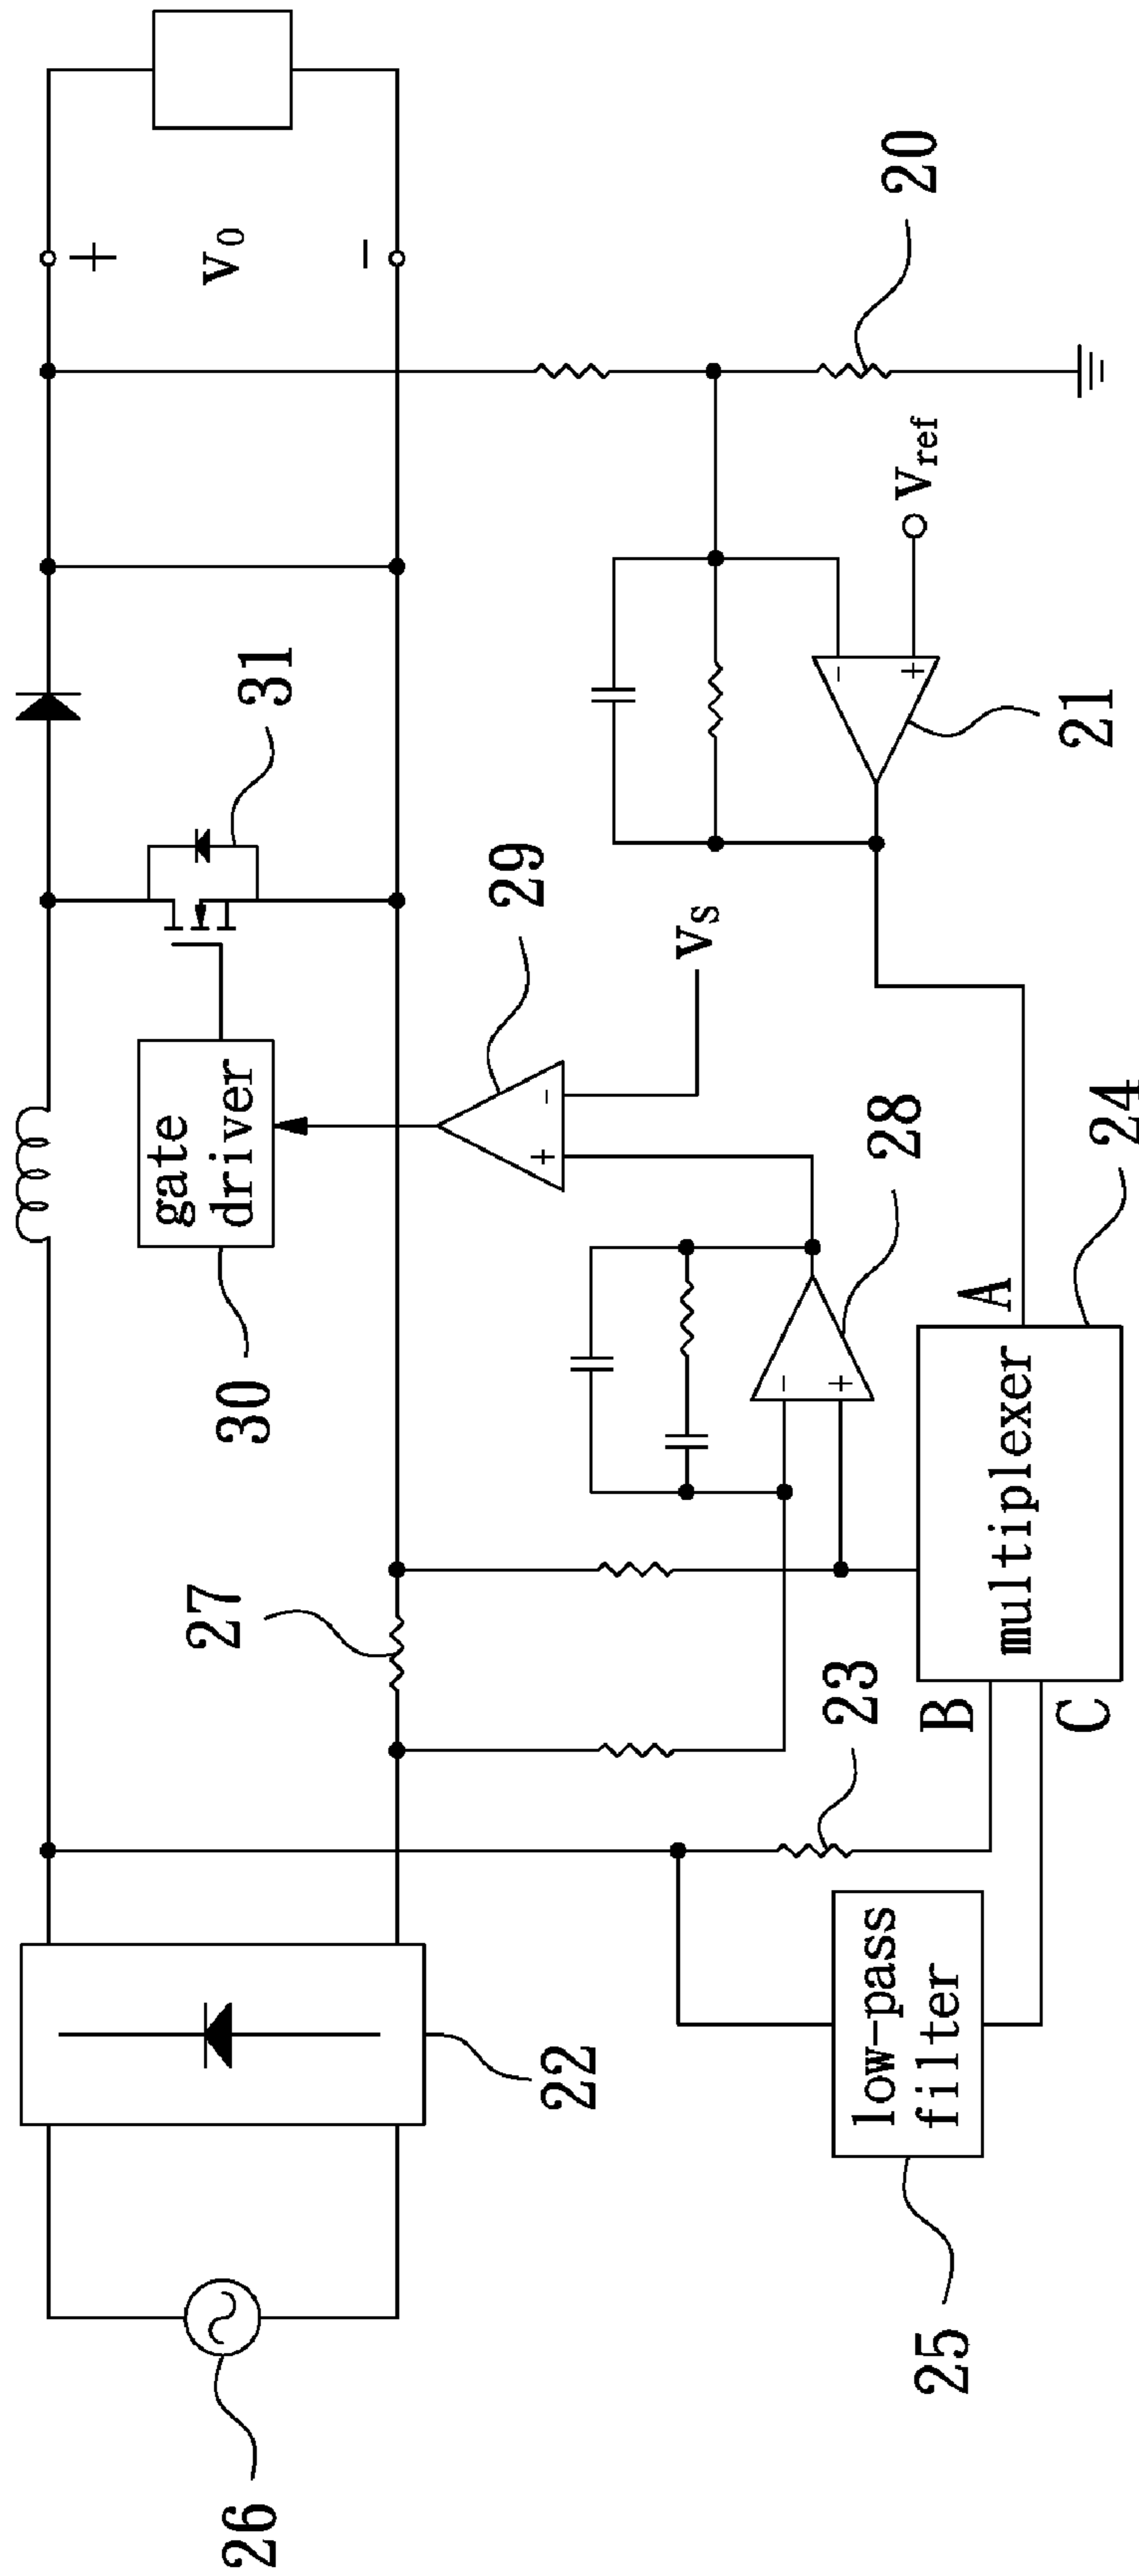 26
22
27
30
gate
driver
31
+
v0
-
29
+
-
vS
28
-
+
23
25
low-pass
filter
B
C
multiplexer
A
24
21
-
+
Vref
20